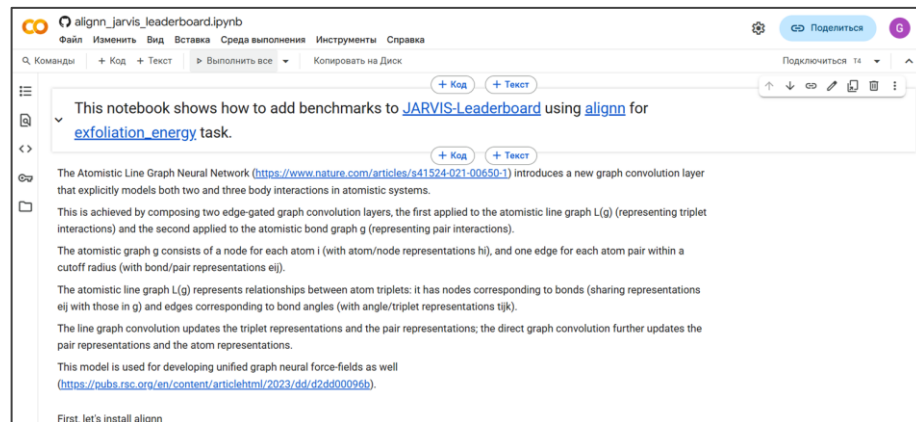 alignn_jarvis_leaderboard.ipynb
Файл Изменить Вид Вставка Среда выполнения Инструменты Справка
Поделиться
G
Команды + Код + Текст Выполнить все Копировать на Диск Подключиться T4
+ Код + Текст
This notebook shows how to add benchmarks to JARVIS-Leaderboard using alignn for
exfoliation_energy task.
+ Код + Текст
The Atomistic Line Graph Neural Network (https://www.nature.com/articles/s41524-021-00650-1) introduces a new graph convolution layer
that explicitly models both two and three body interactions in atomistic systems.
This is achieved by composing two edge-gated graph convolution layers, the first applied to the atomistic line graph L(g) (representing triplet
interactions) and the second applied to the atomistic bond graph g (representing pair interactions).
The atomistic graph g consists of a node for each atom i (with atom/node representations hi), and one edge for each atom pair within a
cutoff radius (with bond/pair representations eij).
The atomistic line graph L(g) represents relationships between atom triplets: it has nodes corresponding to bonds (sharing representations
eij with those in g) and edges corresponding to bond angles (with angle/triplet representations tijk).
The line graph convolution updates the triplet representations and the pair representations; the direct graph convolution further updates the
pair representations and the atom representations.
This model is used for developing unified graph neural force-fields as well
(https://pubs.rsc.org/en/content/articlehtml/2023/dd/d2dd00096b).
First, let's install alignn